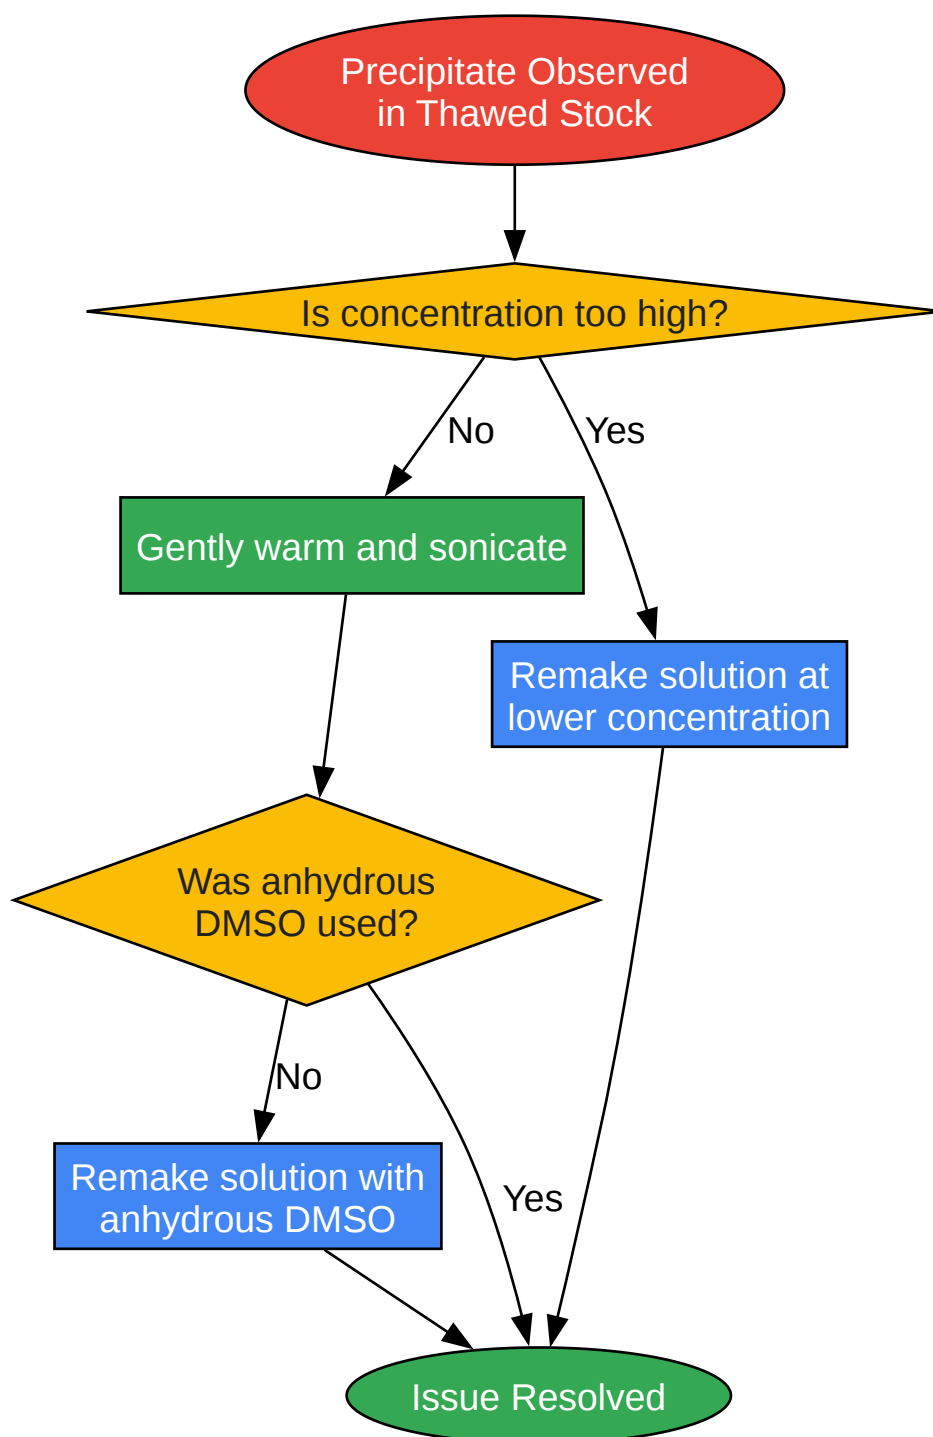 Precipitate Observed
in Thawed Stock
Is concentration too high?
No
Yes
Gently warm and sonicate
Remake solution at
lower concentration
Was anhydrous
DMSO used?
No
Remake solution with
anhydrous DMSO
Yes
Issue Resolved